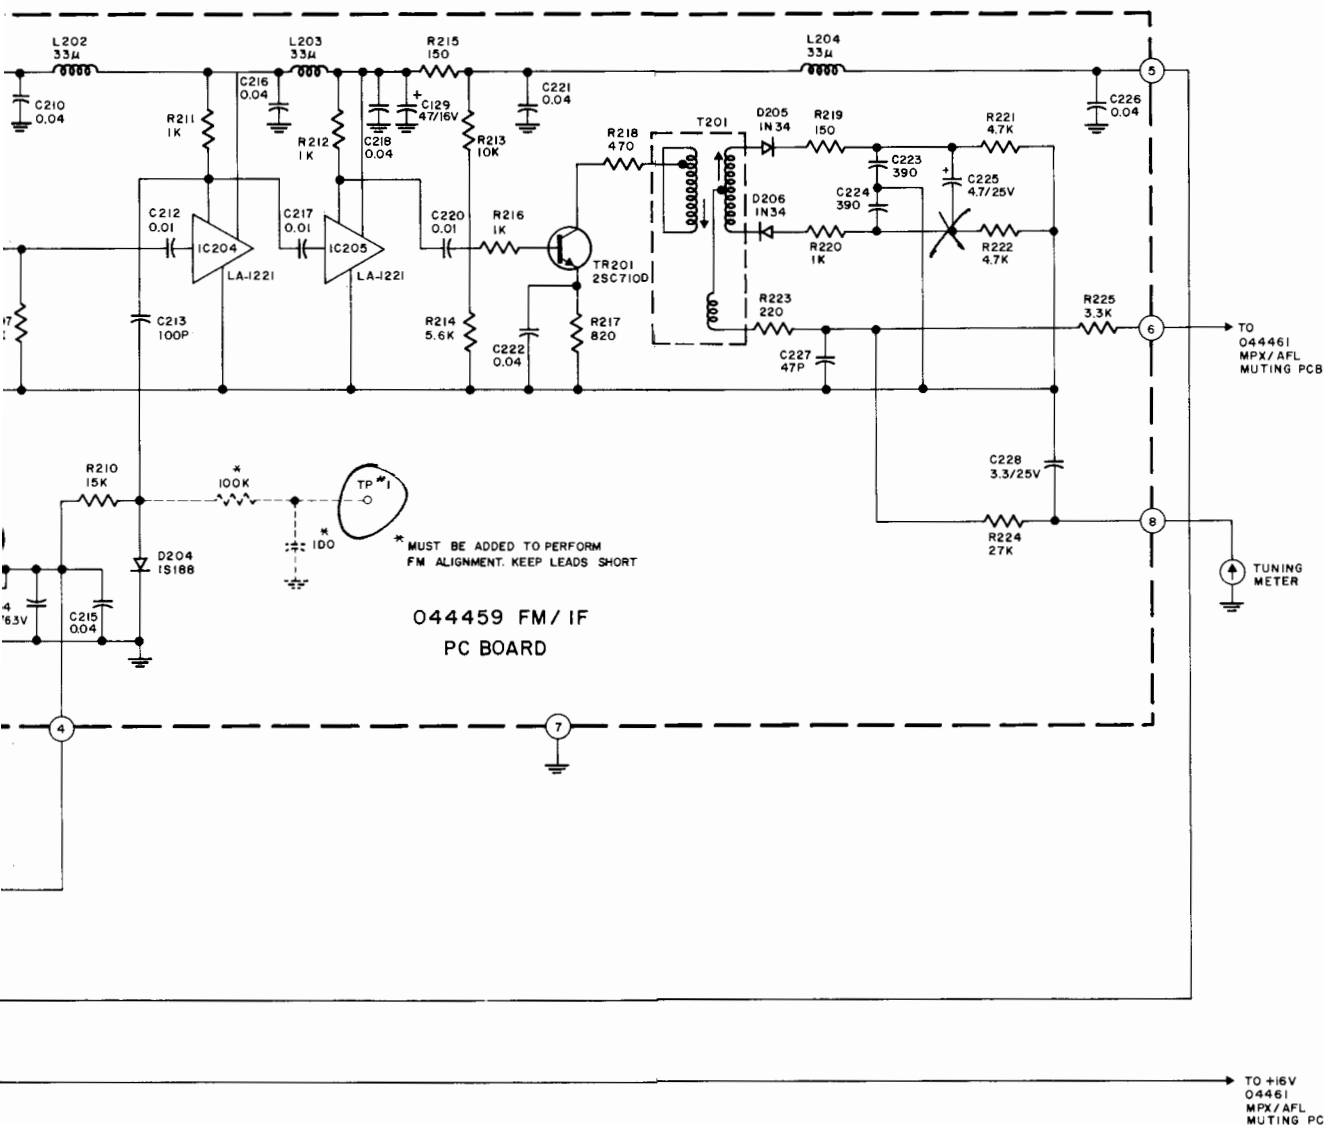 L202
33μ
L203
33μ
R215
150
L204
33μ
5
C210
0.04
C216
0.04
C129
47/16V
+
C221
0.04
C226
0.04
R211
1K
R212
1K
C218
0.04
R213
10K
R218
470
T201
D205
1N34
R219
150
R221
4.7K
C223
390
C224
390
+
C225
4.7/25V
C212
0.01
C217
0.01
C220
0.01
R216
1K
D206
1N34
R220
1K
R222
4.7K
IC204
LA-1221
IC205
LA-1221
TR201
2SC710D
C213
100P
R214
5.6K
C222
0.04
R217
820
R223
220
C227
47P
R225
3.3K
6
TO
044461
MPX/AFL
MUTING PCB
R210
15K
*
100K
TP #1
C228
3.3/25V
*
100
* MUST BE ADDED TO PERFORM
FM ALIGNMENT. KEEP LEADS SHORT
R224
27K
8
D204
1S188
TUNING
METER
C215
0.04
044459 FM/IF
PC BOARD
4
7
TO +16V
04461
MPX/AFL
MUTING PC